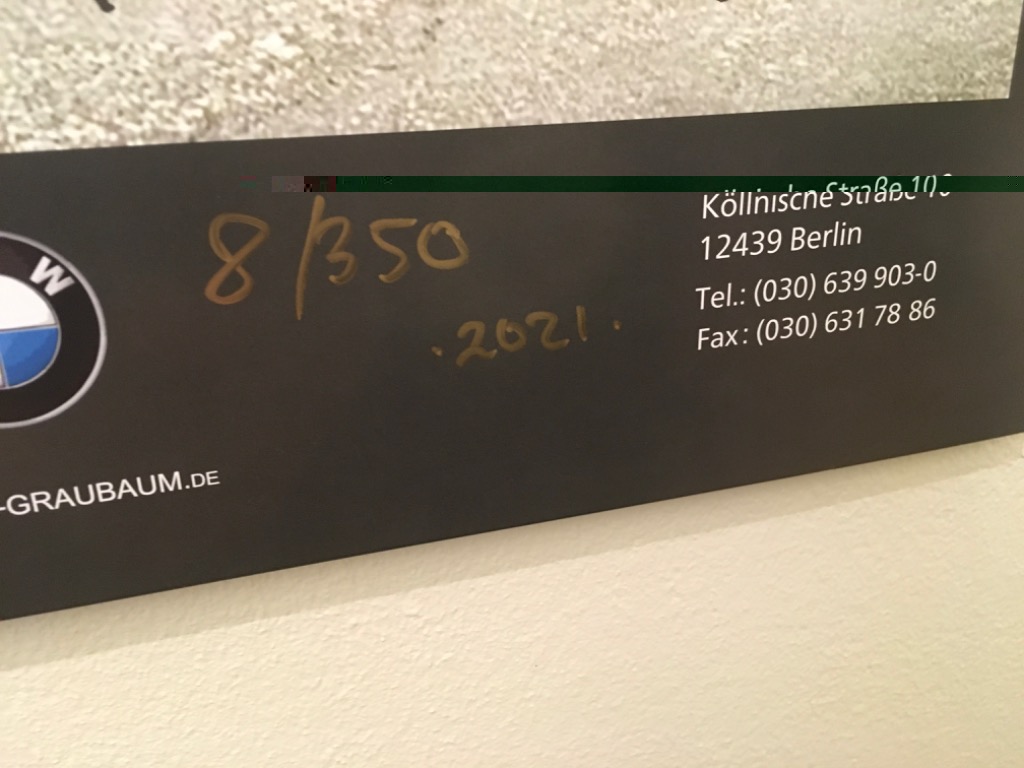 W
8/350
.2021.
-GRAUBAUM.DE
Köllnische Straße
12439 Berlin
Tel.: (030) 639 903-0
Fax: (030) 631 78 86